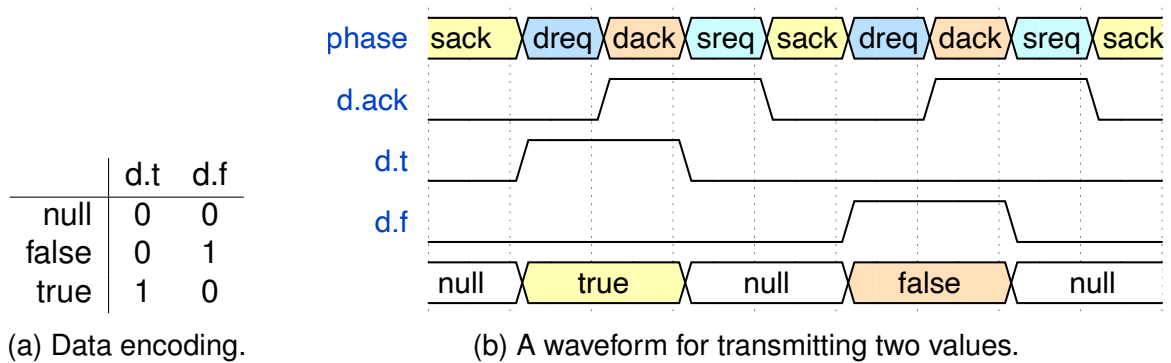 phase sack dreq dack sreq sack dreq dack sreq sack
d.ack
d.t
d.f
null true null false null
d.t d.f
null 0 0
false 0 1
true 1 0
(a) Data encoding.
(b) A waveform for transmitting two values.